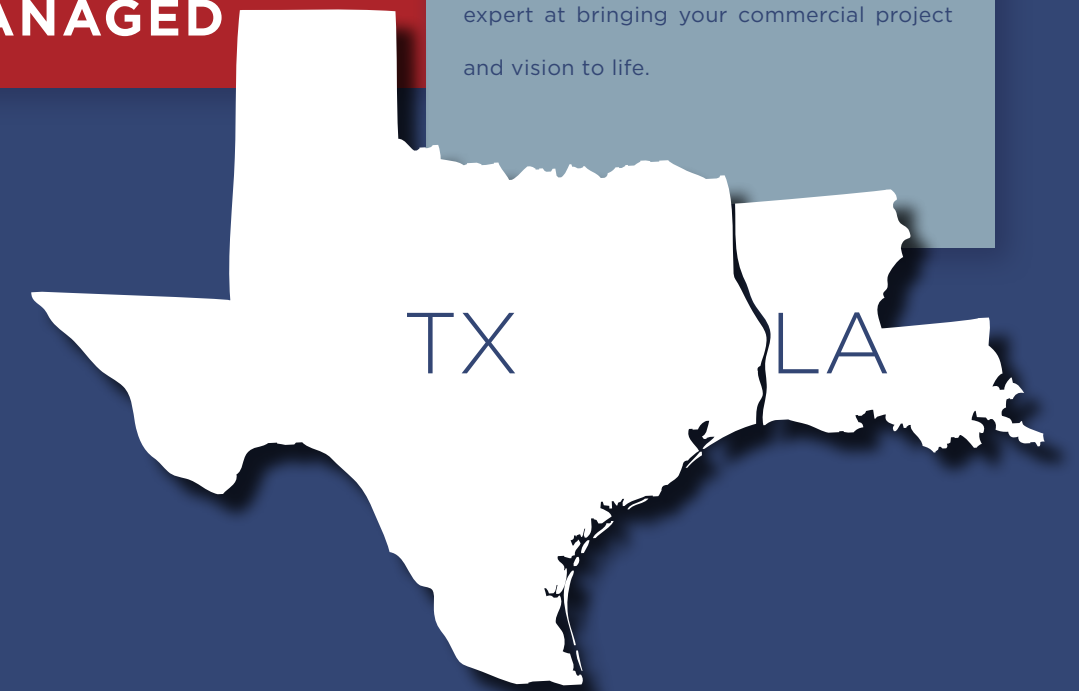 ANAGED
expert at bringing your commercial project
and vision to life.
TX
LA